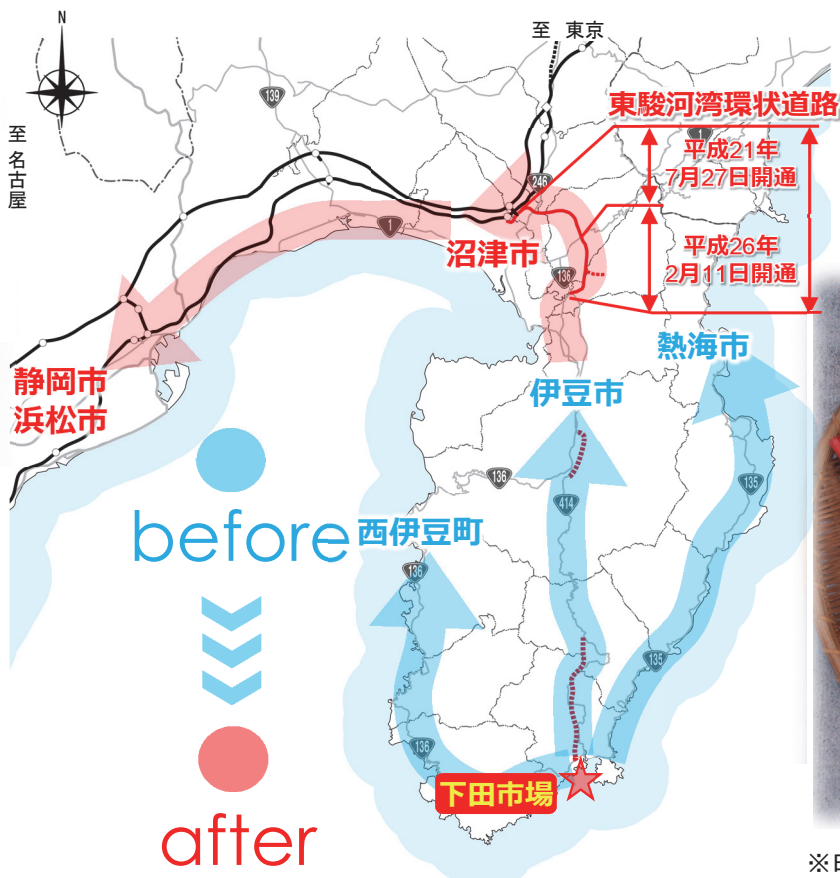 N
至 東京
至 名古屋
139
東駿河湾環状道路
1
平成21年
7月27日開通
246
1
沼津市
平成26年
2月11日開通
136
熱海市
静岡市
浜松市
伊豆市
before
136
135
414
西伊豆町
136
135
136
下田市場
after